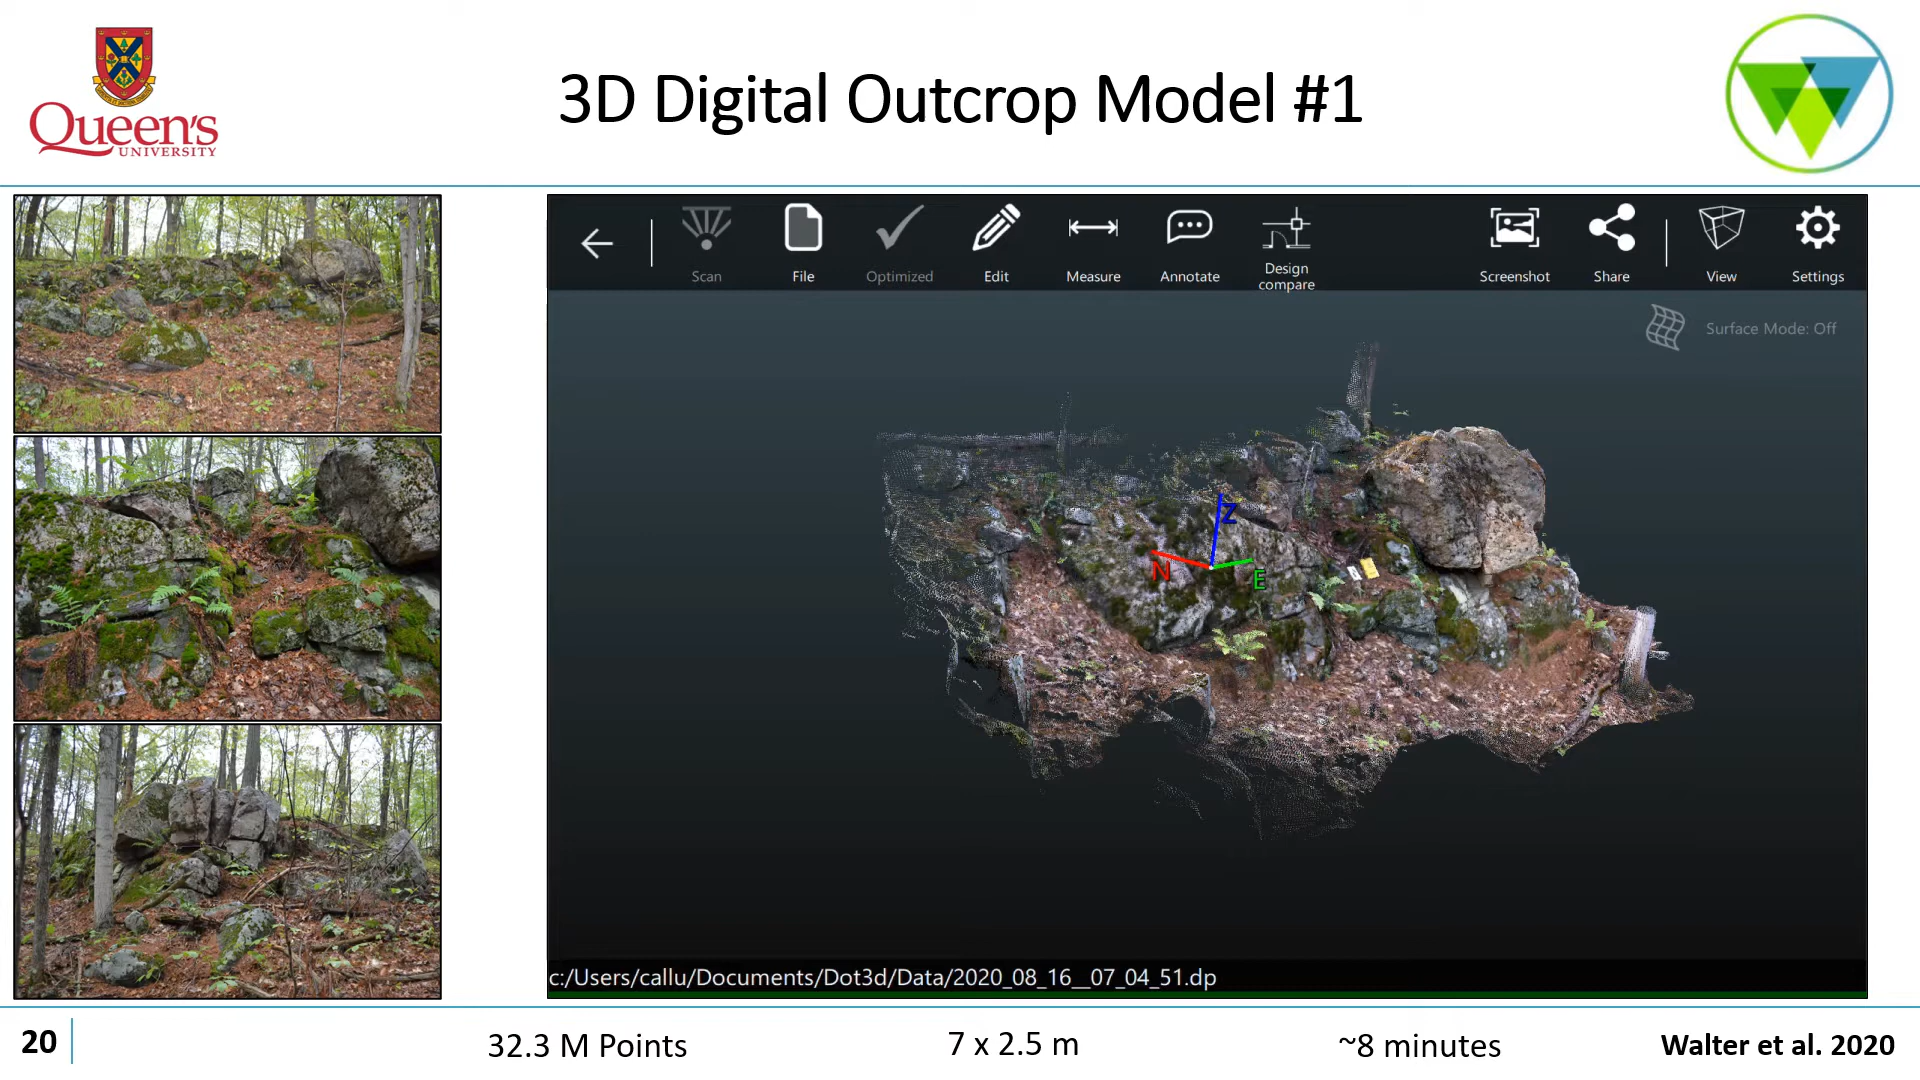 Queen's
UNIVERSITY
3D Digital Outcrop Model #1
Scan
File
Optimized
Edit
Measure
Annotate
Design
compare
Screenshot
Share
View
Settings
Surface Mode: Off
Z
N
E
c:/Users/callu/Documents/Dot3d/Data/2020_08_16__07_04_51.dp
20
32.3 M Points
7 x 2.5 m
~8 minutes
Walter et al. 2020